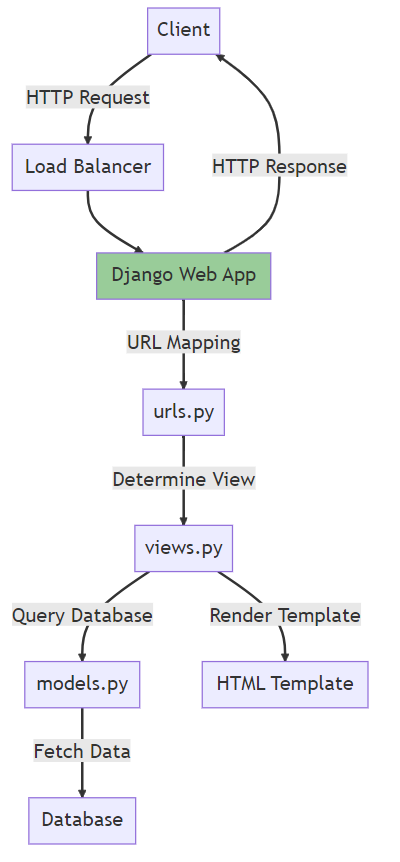 Client
HTTP Request
Load Balancer
HTTP Response
Django Web App
URL Mapping
urls.py
Determine View
views.py
Query Database
Render Template
models.py
HTML Template
Fetch Data
Database